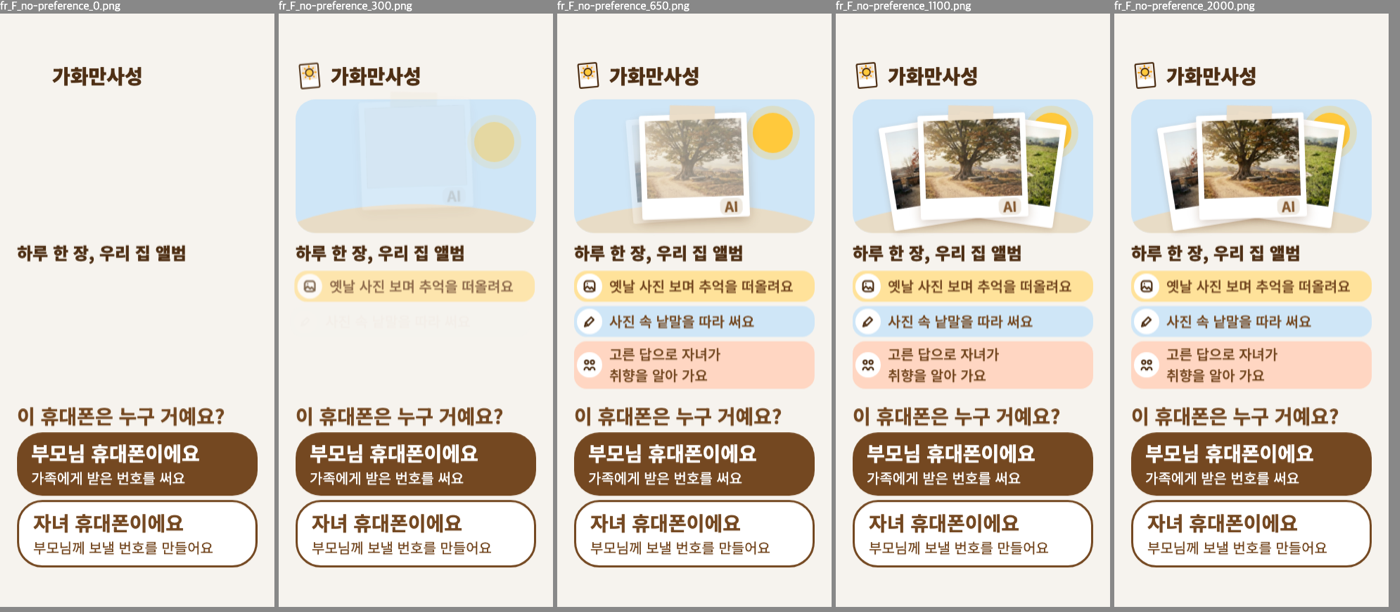 fr_F_no-preference_0.png
가화만사성
하루 한 장, 우리 집 앨범
이 휴대폰은 누구 거예요?
부모님 휴대폰이에요
가족에게 받은 번호를 써요
자녀 휴대폰이에요
부모님께 보낼 번호를 만들어요
fr_F_no-preference_300.png
가화만사성
AI
하루 한 장, 우리 집 앨범
옛날 사진 보며 추억을 떠올려요
사진 속 낱말을 따라 써요
이 휴대폰은 누구 거예요?
부모님 휴대폰이에요
가족에게 받은 번호를 써요
자녀 휴대폰이에요
부모님께 보낼 번호를 만들어요
fr_F_no-preference_650.png
가화만사성
AI
하루 한 장, 우리 집 앨범
옛날 사진 보며 추억을 떠올려요
사진 속 낱말을 따라 써요
고른 답으로 자녀가
취향을 알아 가요
이 휴대폰은 누구 거예요?
부모님 휴대폰이에요
가족에게 받은 번호를 써요
자녀 휴대폰이에요
부모님께 보낼 번호를 만들어요
fr_F_no-preference_1100.png
가화만사성
AI
하루 한 장, 우리 집 앨범
옛날 사진 보며 추억을 떠올려요
사진 속 낱말을 따라 써요
고른 답으로 자녀가
취향을 알아 가요
이 휴대폰은 누구 거예요?
부모님 휴대폰이에요
가족에게 받은 번호를 써요
자녀 휴대폰이에요
부모님께 보낼 번호를 만들어요
fr_F_no-preference_2000.png
가화만사성
AI
하루 한 장, 우리 집 앨범
옛날 사진 보며 추억을 떠올려요
사진 속 낱말을 따라 써요
고른 답으로 자녀가
취향을 알아 가요
이 휴대폰은 누구 거예요?
부모님 휴대폰이에요
가족에게 받은 번호를 써요
자녀 휴대폰이에요
부모님께 보낼 번호를 만들어요